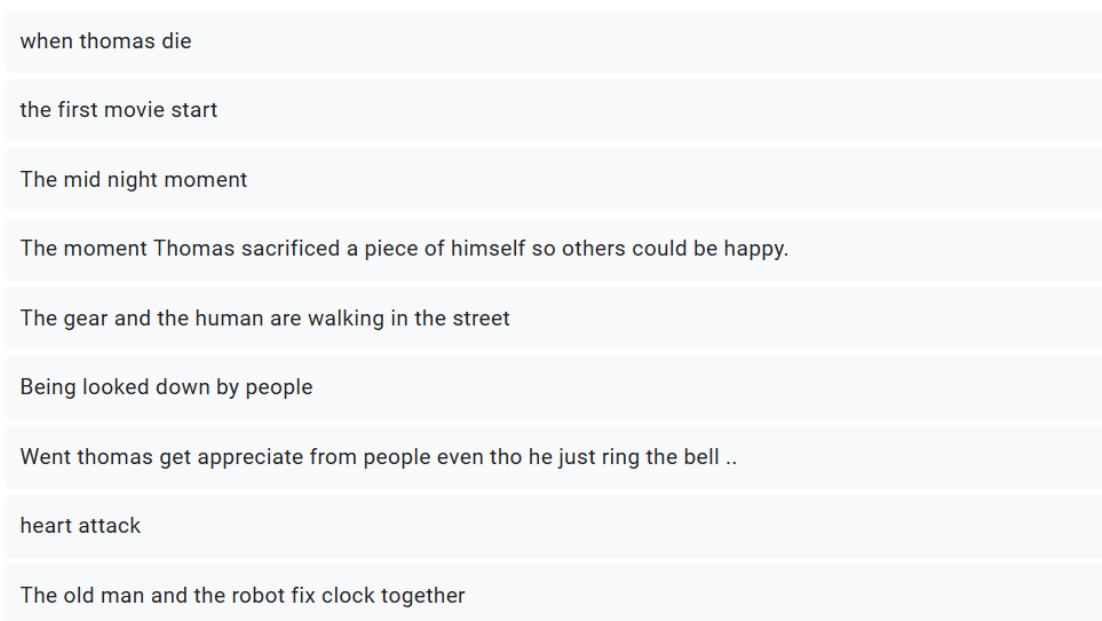 when thomas die
the first movie start
The mid night moment
The moment Thomas sacrificed a piece of himself so others could be happy.
The gear and the human are walking in the street
Being looked down by people
Went thomas get appreciate from people even tho he just ring the bell ..
heart attack
The old man and the robot fix clock together